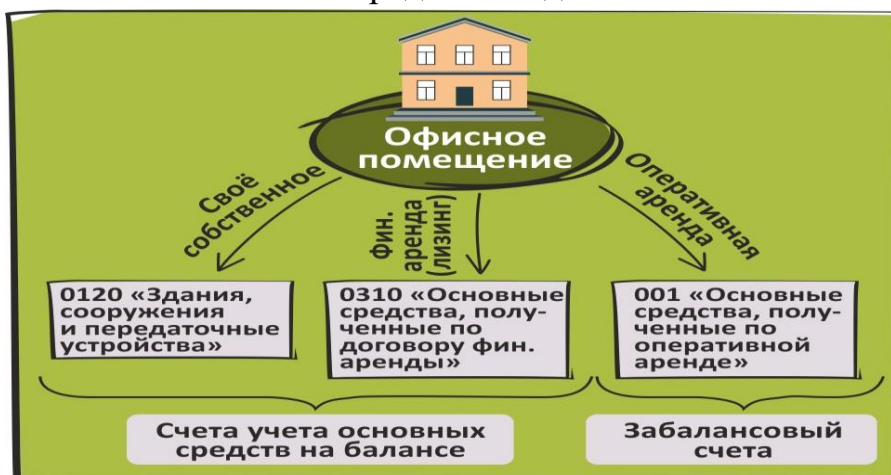 Офисное
помещение
Своё
собственное
фин.
аренда
(лизинг)
Оперативная
аренда
0120 «Здания,
сооружения
и передаточные
устройства»
0310 «Основные
средства, полу-
ченные по
договору фин.
аренды»
001 «Основные
средства, полу-
ченные по
оперативной
аренде»
Счета учета основных
средств на балансе
Забалансовый
счета